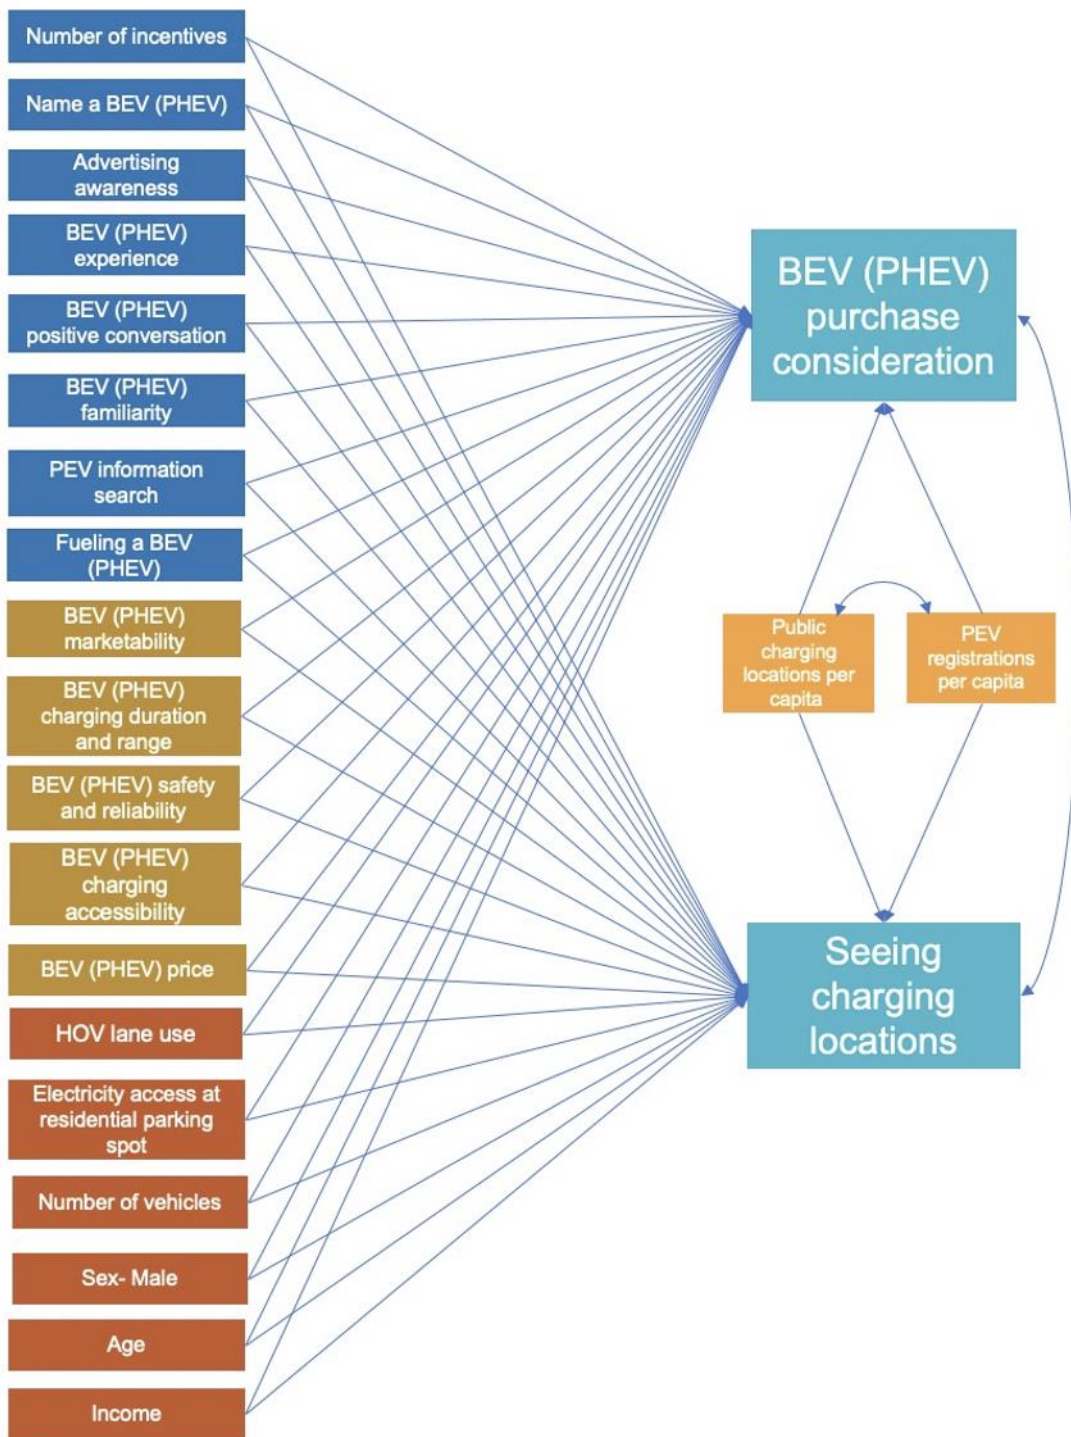 Number of incentives
Name a BEV (PHEV)
Advertising
awareness
BEV (PHEV)
experience
BEV (PHEV)
positive conversation
BEV (PHEV)
familiarity
PEV information
search
Fueling a BEV
(PHEV)
BEV (PHEV)
marketability
BEV (PHEV)
charging duration
and range
BEV (PHEV) safety
and reliability
BEV (PHEV)
charging
accessibility
BEV (PHEV) price
HOV lane use
Electricity access at
residential parking
spot
Number of vehicles
Sex- Male
Age
Income
BEV (PHEV)
purchase
consideration
Public
charging
locations per
capita
PEV
registrations
per capita
Seeing
charging
locations